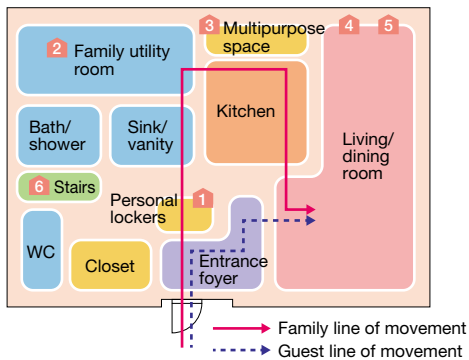 3 Multipurpose
space
4
5
2 Family utility
room
Kitchen
Bath/
shower
Sink/
vanity
Living/
dining
room
6 Stairs
Personal
lockers
1
WC
Closet
Entrance
foyer
Family line of movement
Guest line of movement